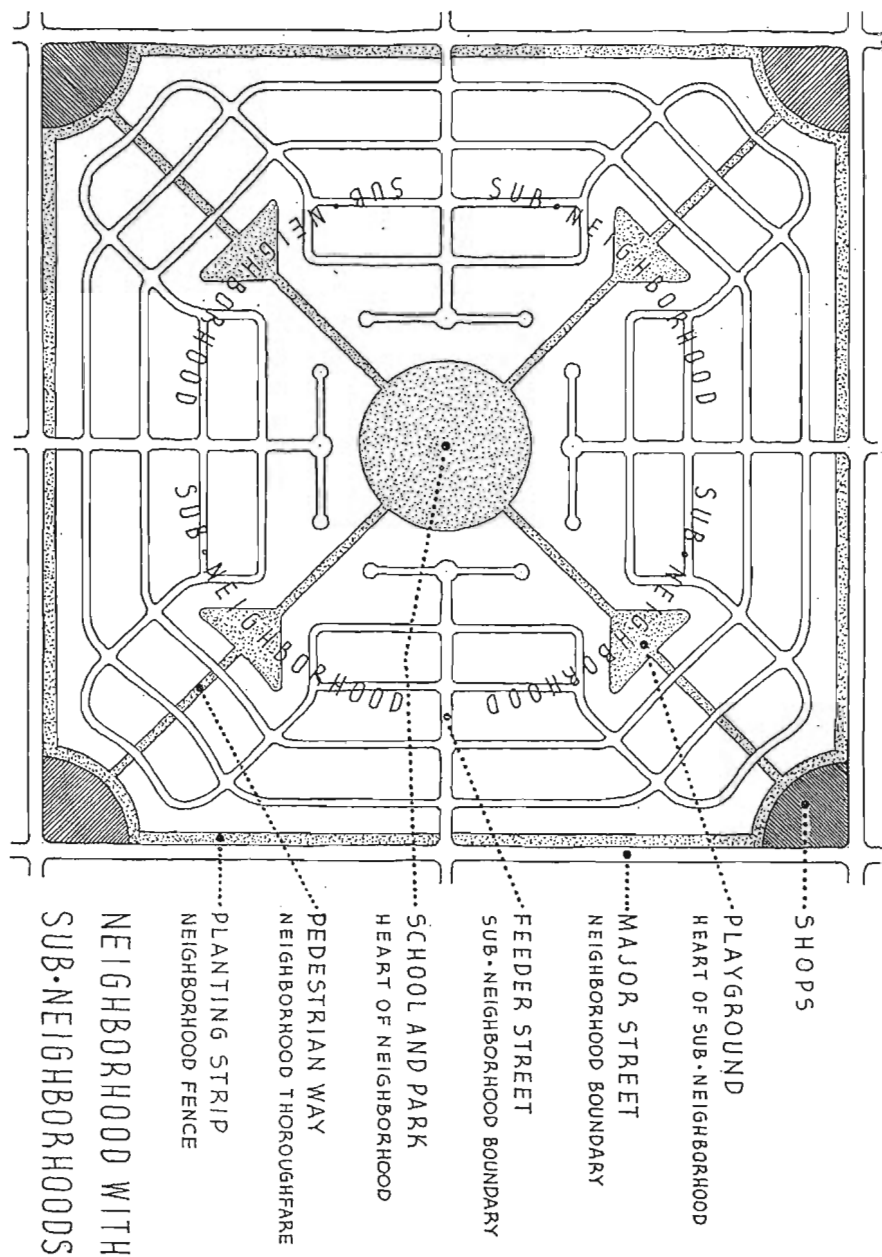 SUB·NEIGHBORHOOD
SUB·NEIGHBORHOOD
SUB·NEIGHBORHOOD
SUB·NEIGHBORHOOD
SHOPS
PLAYGROUND
HEART OF SUB·NEIGHBORHOOD
MAJOR STREET
NEIGHBORHOOD BOUNDARY
FEEDER STREET
SUB·NEIGHBORHOOD BOUNDARY
SCHOOL AND PARK
HEART OF NEIGHBORHOOD
PEDESTRIAN WAY
NEIGHBORHOOD THOROUGHFARE
PLANTING STRIP
NEIGHBORHOOD FENCE
NEIGHBORHOOD WITH
SUB·NEIGHBORHOODS